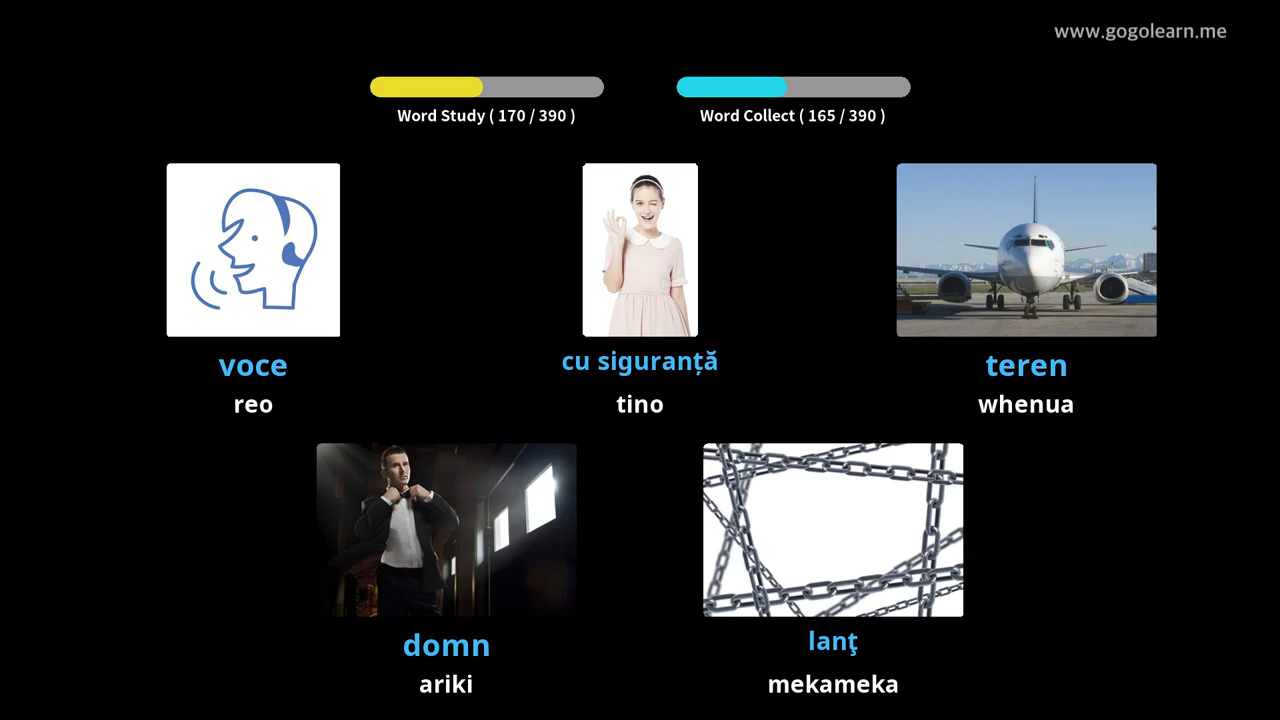 www.gogolearn.me
Word Study ( 170 / 390 )
Word Collect ( 165 / 390 )
voce
reo
cu siguranță
tino
teren
whenua
domn
ariki
lanţ
mekameka